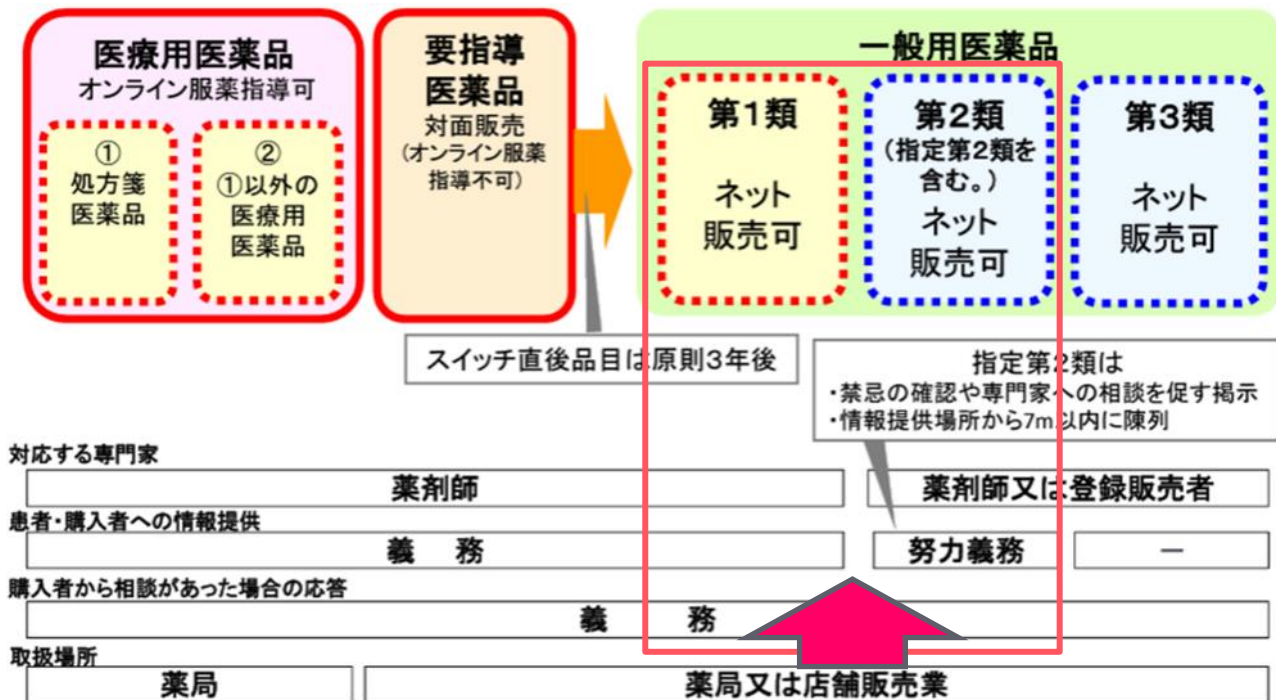 医療用医薬品
オンライン服薬指導可
①
処方箋
医薬品
②
①以外の
医療用
医薬品
要指導
医薬品
対面販売
(オンライン服薬
指導不可)
一般用医薬品
第1類
ネット
販売可
第2類
(指定第2類を
含む。)
ネット
販売可
第3類
ネット
販売可
スイッチ直後品目は原則3年後
指定第2類は
・禁忌の確認や専門家への相談を促す掲示
・情報提供場所から7m以内に陳列
対応する専門家
薬剤師
薬剤師又は登録販売者
患者・購入者への情報提供
義 務
努力義務
―
購入者から相談があった場合の応答
義 務
取扱場所
薬局
薬局又は店舗販売業